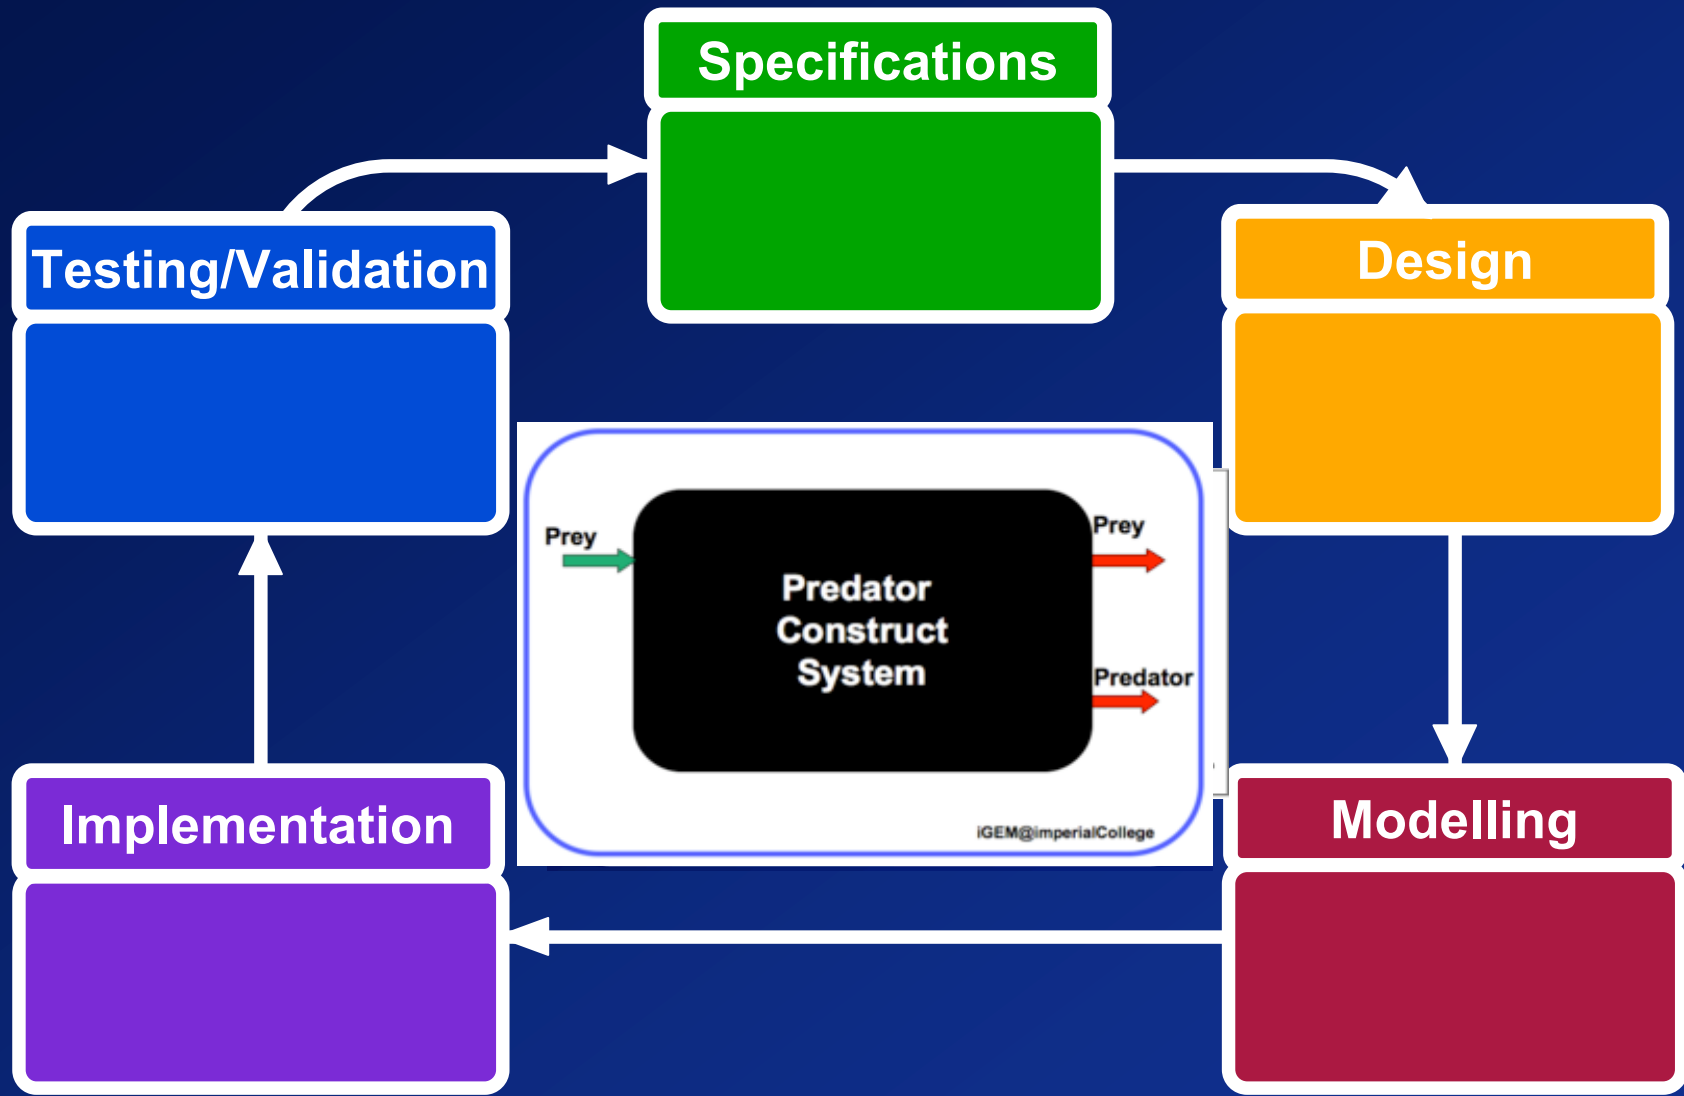 Specifications
Testing/Validation
Design
Prey
Prey
Predator
Construct
System
Predator
iGEM@imperialCollege
Implementation
Modelling